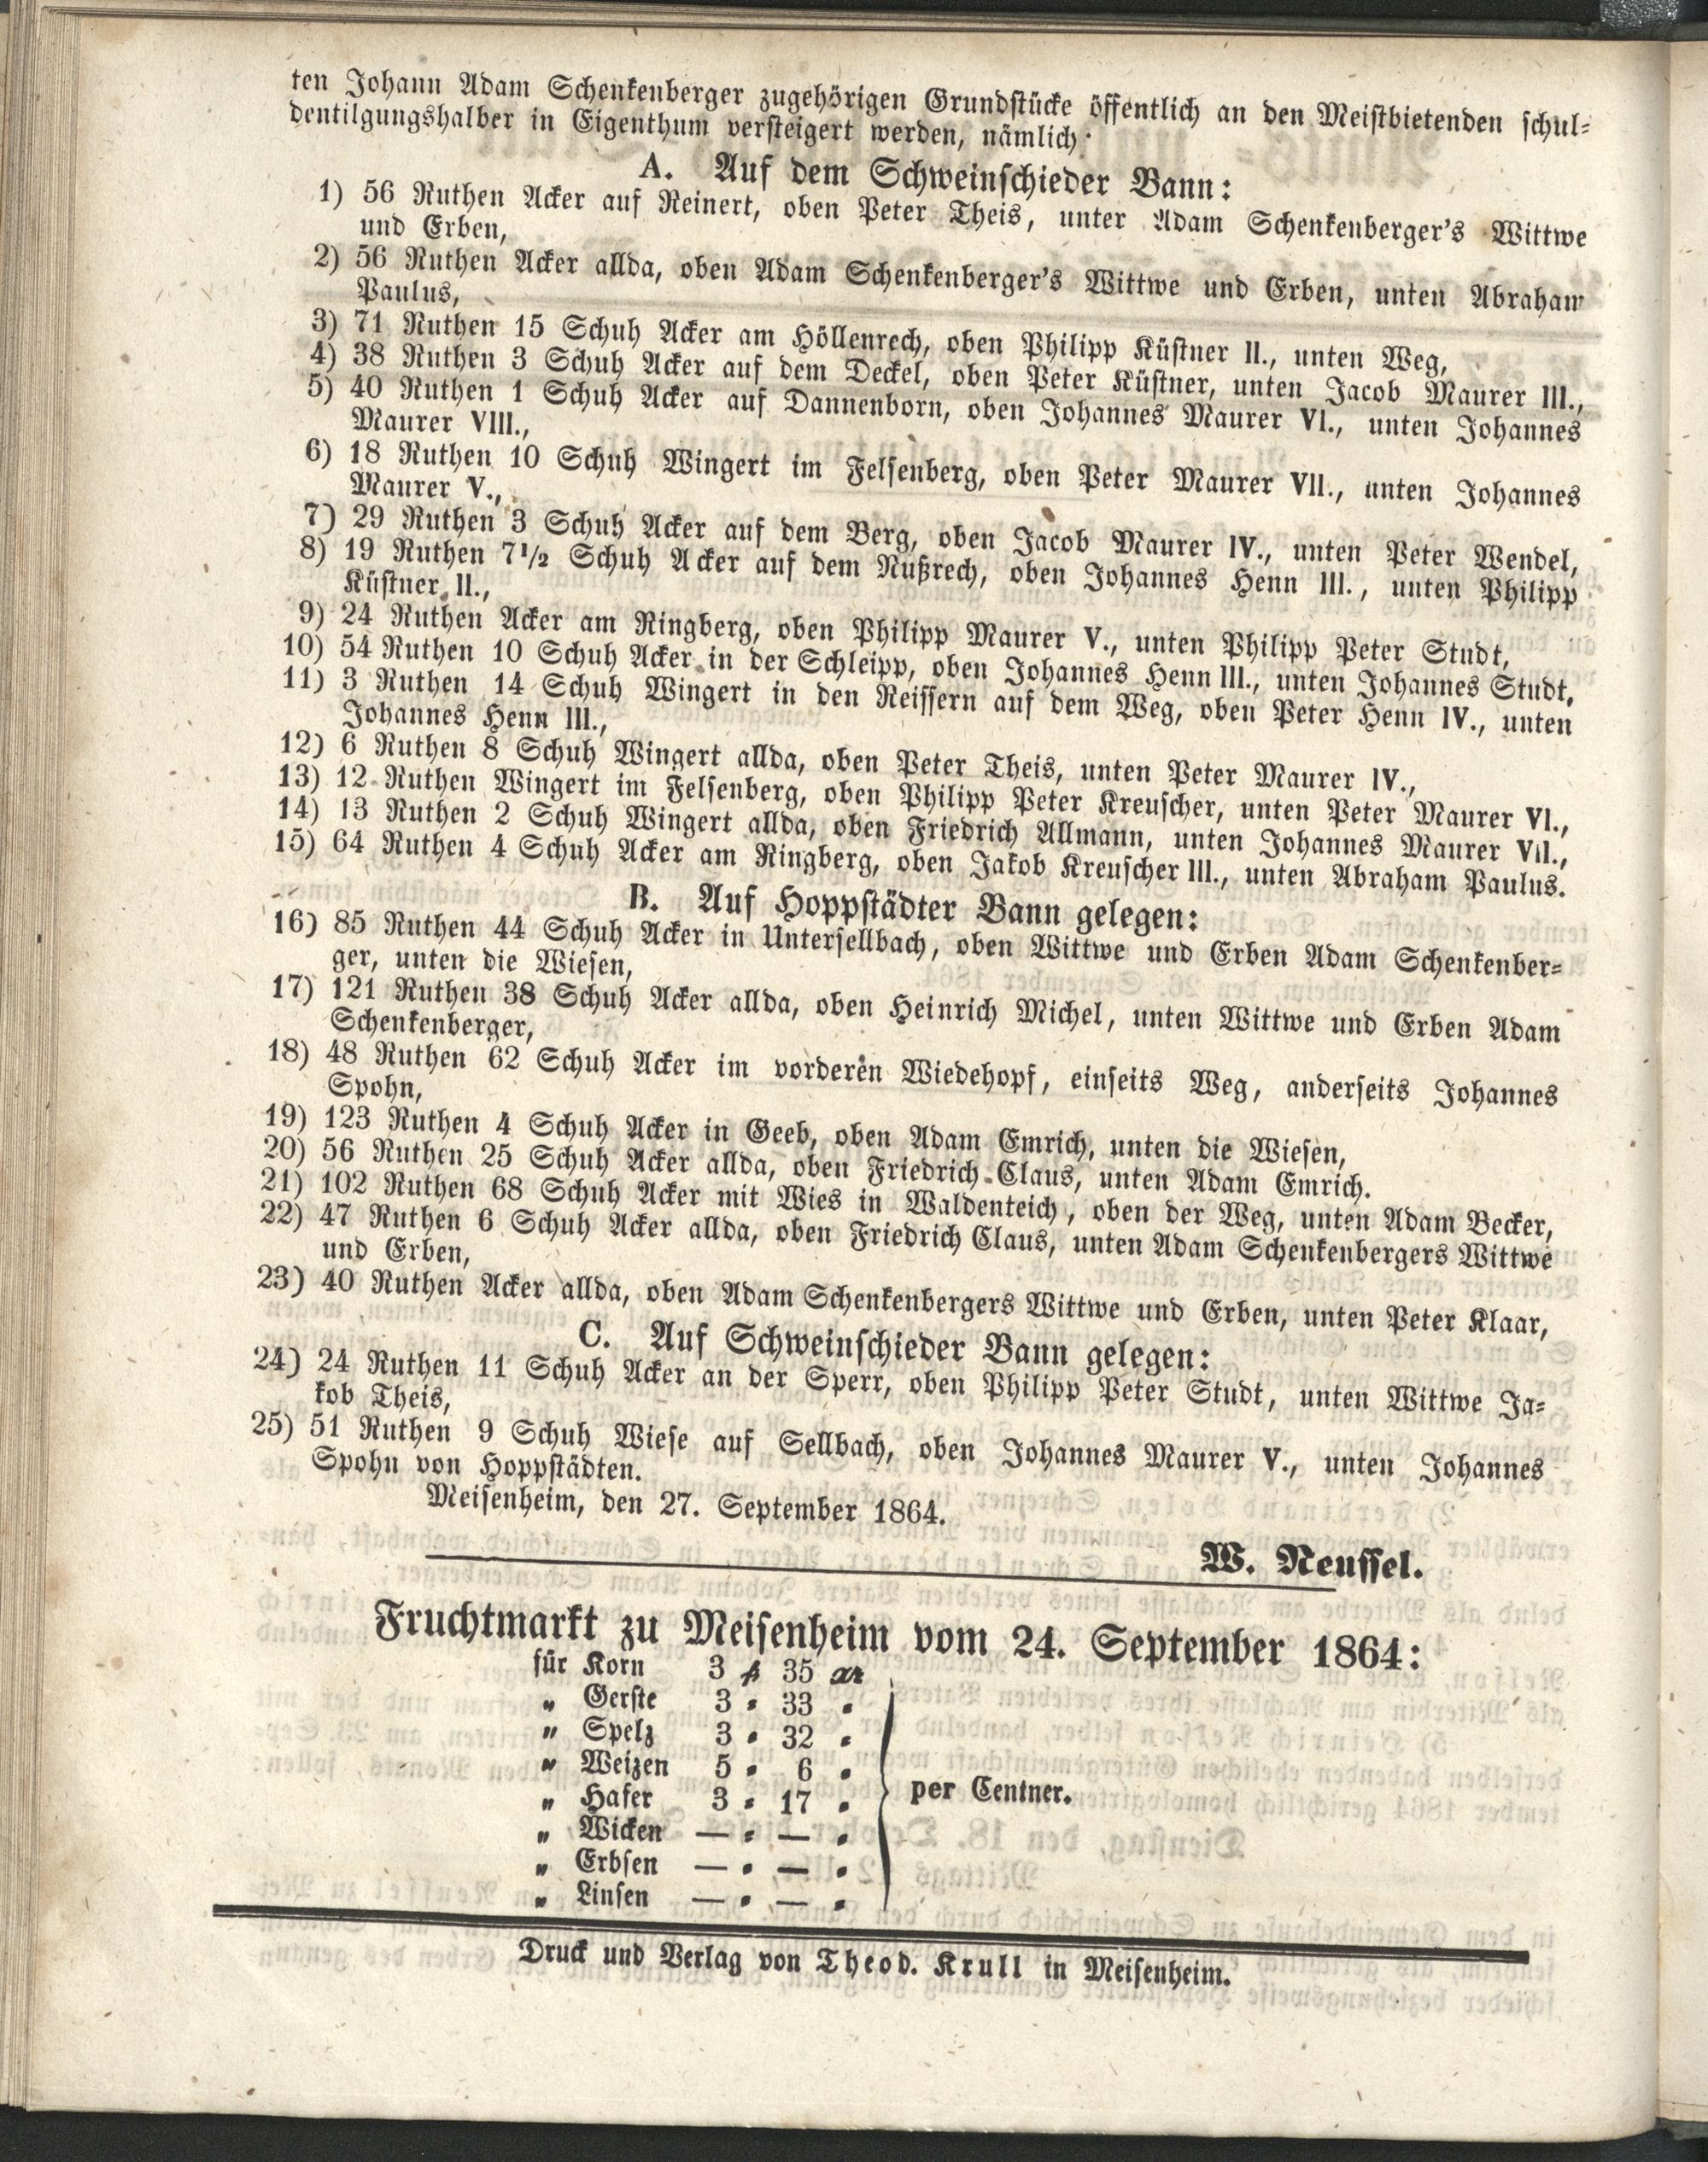 ten Johann Adam Schenkenberger zugehörigen Grundstücke öffentlich an den Meistbietenden schul-
dentilgungshalber in Eigenthum versteigert werden, nämlich:
A. Auf dem Schweinschieder Bann:
1) 56 Ruthen Acker auf Reinert, oben Peter Theis, unter Adam Schenkenberger's Wittwe
und Erben,
2) 56 Ruthen Acker allda, oben Adam Schenkenberger's Wittwe und Erben, unten Abraham
Paulus,
3) 71 Ruthen 15 Schuh Acker am Höllenrech, oben Philipp Küstner II., unten Weg,
4) 38 Ruthen 3 Schuh Acker auf dem Deckel, oben Peter Küstner, unten Jacob Maurer III.,
5) 40 Ruthen 1 Schuh Acker auf Dannenborn, oben Johannes Maurer VI., unten Johannes
Maurer VIII.,
6) 18 Ruthen 10 Schuh Wingert im Felsenberg, oben Peter Maurer VII., unten Johannes
Maurer V.,
7) 29 Ruthen 3 Schuh Acker auf dem Berg, oben Jacob Maurer IV., unten Peter Wendel,
8) 19 Ruthen 7 1/2 Schuh Acker auf dem Nußrech, oben Johannes Henn III., unten Philipp
Küstner II.,
9) 24 Ruthen Acker am Ringberg, oben Philipp Maurer V., unten Philipp Peter Studt,
10) 54 Ruthen 10 Schuh Acker in der Schleipp, oben Johannes Henn III., unten Johannes Studt,
11) 3 Ruthen 14 Schuh Wingert in den Reissern auf dem Weg, oben Peter Henn IV., unten
Johannes Henn III.,
12) 6 Ruthen 8 Schuh Wingert allda, oben Peter Theis, unten Peter Maurer IV.,
13) 12 Ruthen Wingert im Felsenberg, oben Philipp Peter Kreuscher, unten Peter Maurer VI.,
14) 13 Ruthen 2 Schuh Wingert allda, oben Friedrich Allmann, unten Johannes Maurer VII.,
15) 64 Ruthen 4 Schuh Acker am Ringberg, oben Jakob Kreuscher III., unten Abraham Paulus.
B. Auf Hoppstädter Bann gelegen:
16) 85 Ruthen 44 Schuh Acker in Untersellbach, oben Wittwe und Erben Adam Schenkenber-
ger, unten die Wiesen,
17) 121 Ruthen 38 Schuh Acker allda, oben Heinrich Michel, unten Wittwe und Erben Adam
Schenkenberger,
18) 48 Ruthen 62 Schuh Acker im vorderen Wiedehopf, einseits Weg, anderseits Johannes
Spohn,
19) 123 Ruthen 4 Schuh Acker in Geeb, oben Adam Emrich, unten die Wiesen,
20) 56 Ruthen 25 Schuh Acker allda, oben Friedrich Claus, unten Adam Emrich.
21) 102 Ruthen 68 Schuh Acker mit Wies in Waldenteich, oben der Weg, unten Adam Becker,
22) 47 Ruthen 6 Schuh Acker allda, oben Friedrich Claus, unten Adam Schenkenbergers Wittwe
und Erben,
23) 40 Ruthen Acker allda, oben Adam Schenkenbergers Wittwe und Erben, unten Peter Klaar,
C. Auf Schweinschieder Bann gelegen:
24) 24 Ruthen 11 Schuh Acker an der Sperr, oben Philipp Peter Studt, unten Wittwe Ja-
kob Theis,
25) 51 Ruthen 9 Schuh Wiese auf Sellbach, oben Johannes Maurer V., unten Johannes
Spohn von Hoppstädten.
Meisenheim, den 27. September 1864.
W. Reussel.
Fruchtmarkt zu Meisenheim vom 24. September 1864:
für Korn 3 fl 35 xr
„ Gerste 3 " 33 "
„ Spelz 3 " 32 "
„ Weizen 5 " 6 "
„ Hafer 3 " 17 " per Centner.
„ Wicken — " — "
„ Erbsen — " — "
„ Linsen — " — "
Druck und Verlag von Theod. Krull in Meisenheim.